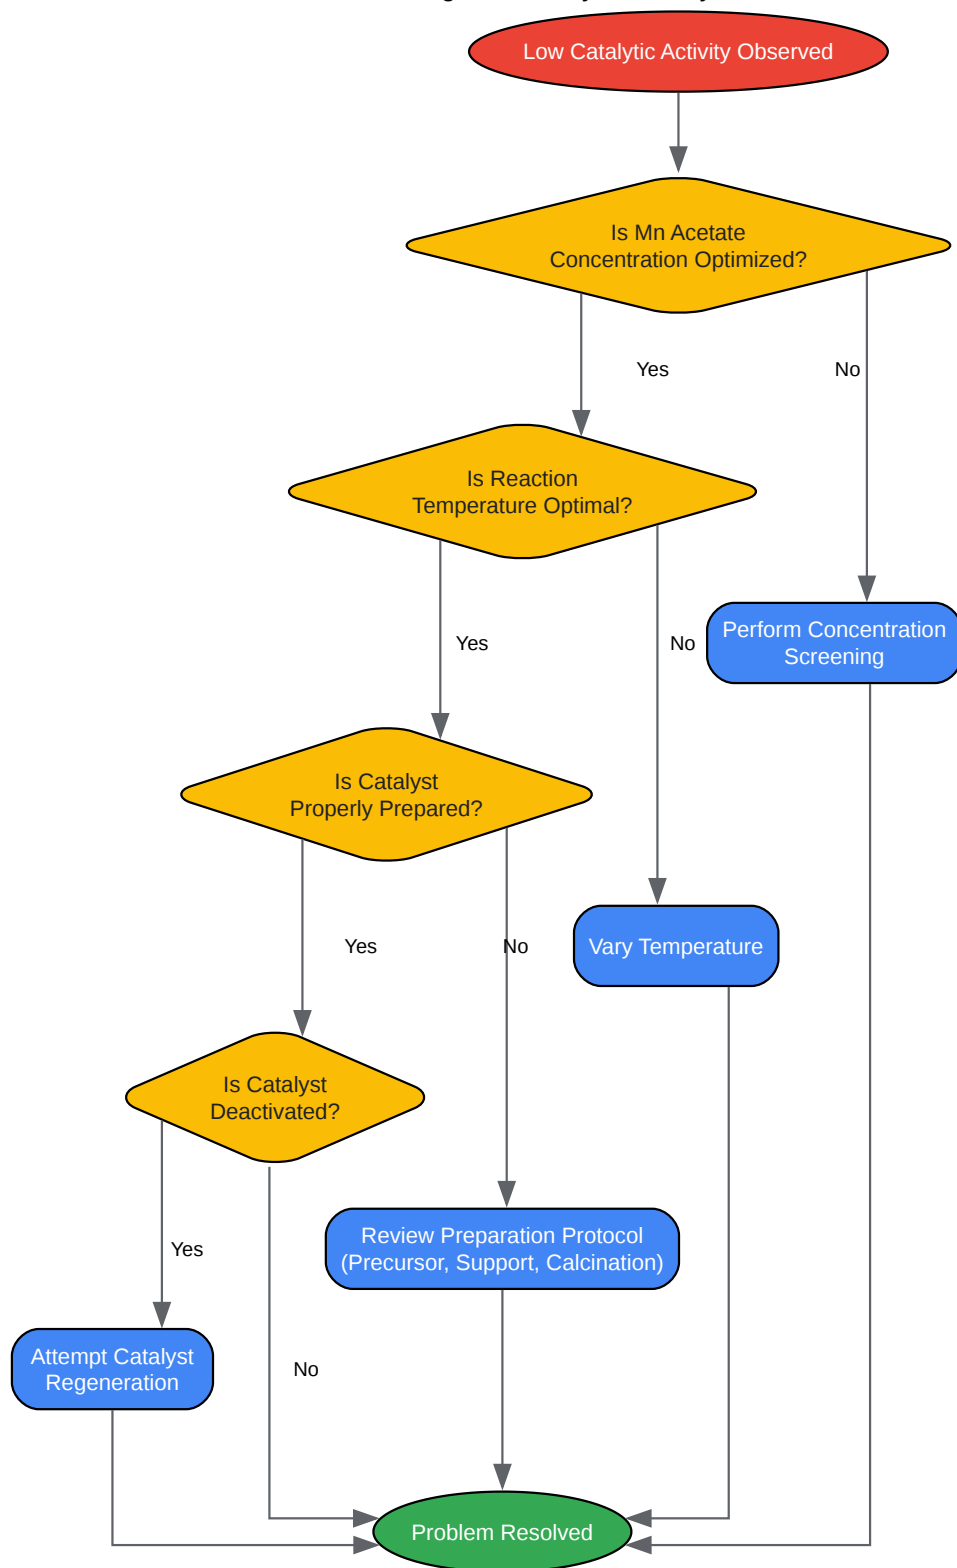 Low Catalytic Activity Observed
Is Mn Acetate
Concentration Optimized?
Yes
No
Is Reaction
Temperature Optimal?
Perform Concentration
Screening
Yes
No
Is Catalyst
Properly Prepared?
Yes
No
Vary Temperature
Is Catalyst
Deactivated?
Review Preparation Protocol
(Precursor, Support, Calcination)
Yes
Attempt Catalyst
Regeneration
No
Problem Resolved